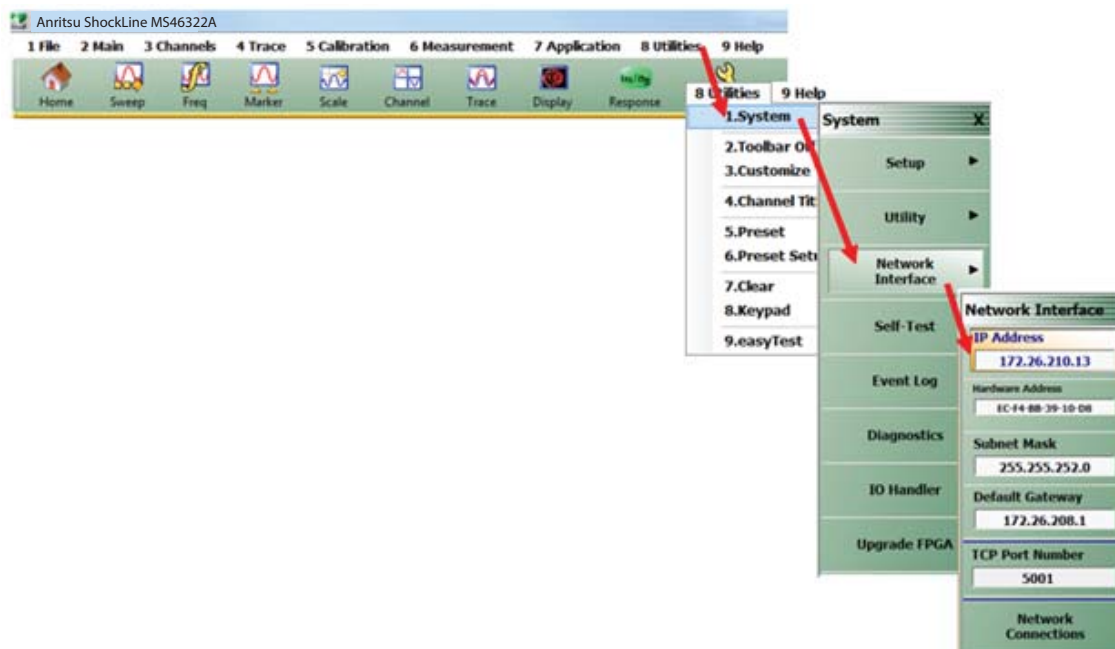 Anritsu ShockLine MS46322A
1 File 2 Main 3 Channels 4 Trace 5 Calibration 6 Measurement 7 Application 8 Utilities 9 Help
Home Sweep Freq Marker Scale Channel Trace Display Response
8 Utilities 9 Help
1.System
2.Toolbar
3.Customize
4.Channel Tit
5.Preset
6.Preset Setu
7.Clear
8.Keypad
9.easyTest
System X
Setup
Utility
Network
Interface
Self-Test
Event Log
Diagnostics
IO Handler
Upgrade FPGA
Network Interface
IP Address
172.26.210.13
Hardware Address
EC-F4-BB-39-10-DB
Subnet Mask
255.255.252.0
Default Gateway
172.26.208.1
TCP Port Number
5001
Network
Connections